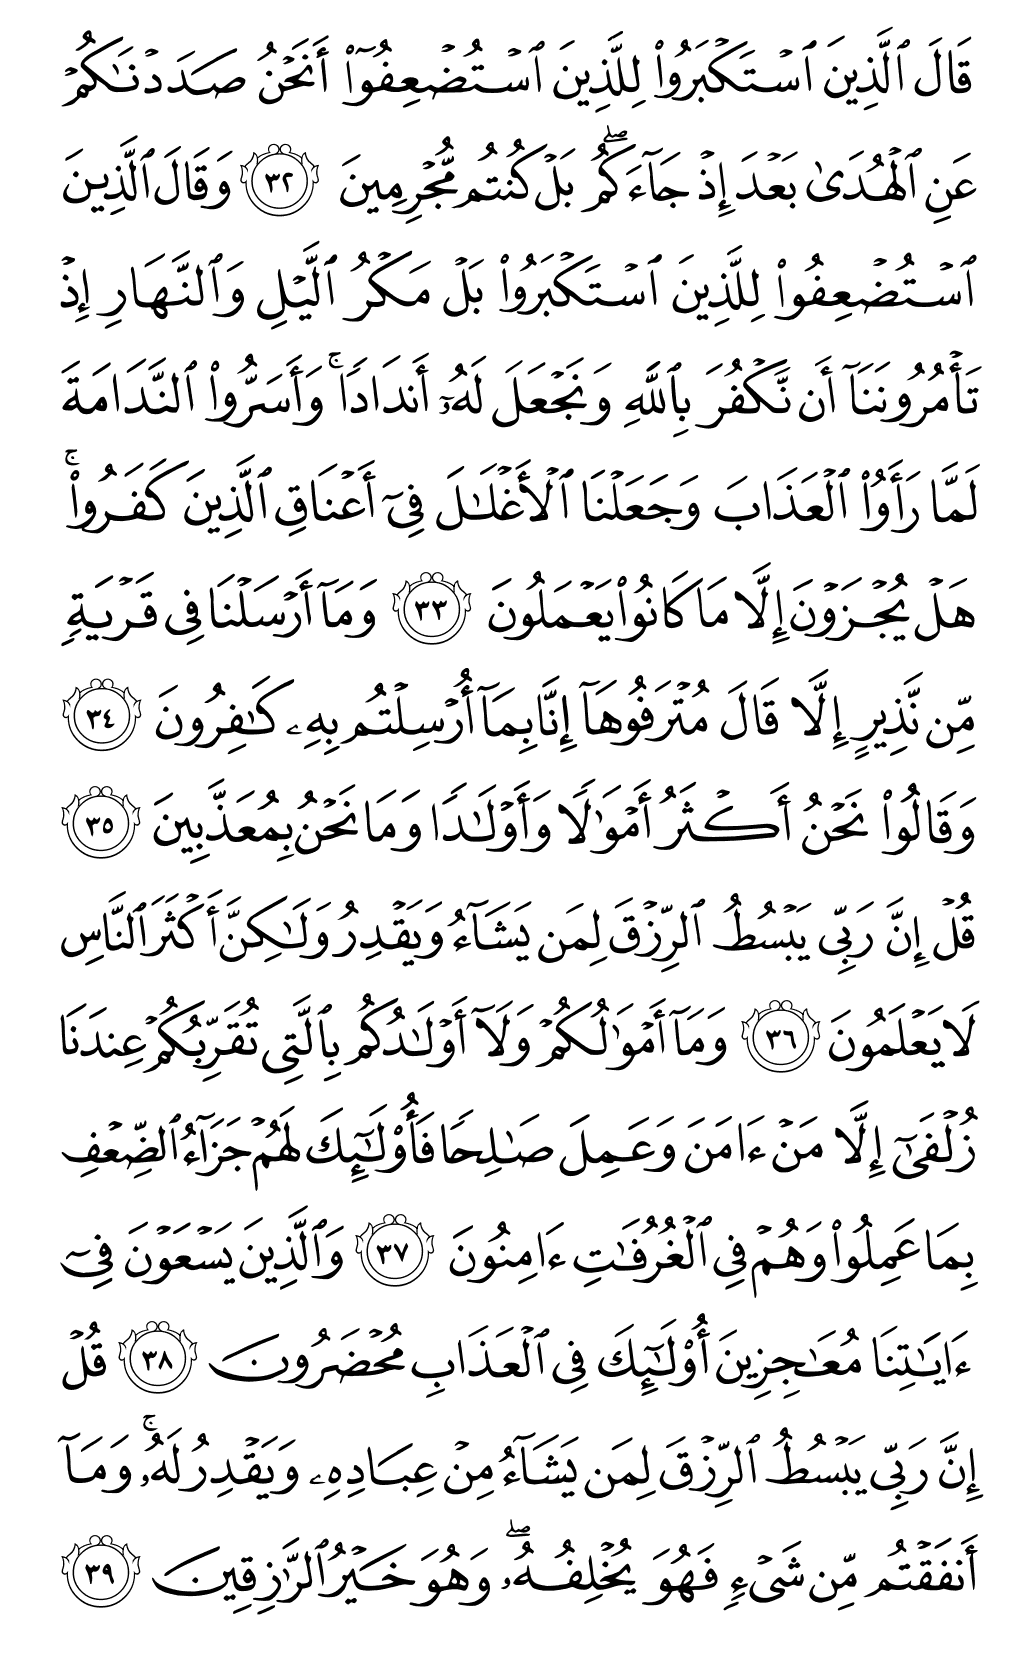 قَالَ ٱلَّذِينَ ٱسۡتَكۡبَرُواْ لِلَّذِينَ ٱسۡتُضۡعِفُوٓاْ أَنَحۡنُ صَدَدۡنَٰكُمۡ
عَنِ ٱلۡهُدَىٰ بَعۡدَ إِذۡ جَآءَكُمۖ بَلۡ كُنتُم مُّجۡرِمِينَ ٣٢ وَقَالَ ٱلَّذِينَ
ٱسۡتُضۡعِفُواْ لِلَّذِينَ ٱسۡتَكۡبَرُواْ بَلۡ مَكۡرُ ٱلَّيۡلِ وَٱلنَّهَارِ إِذۡ
تَأۡمُرُونَنَآ أَن نَّكۡفُرَ بِٱللَّهِ وَنَجۡعَلَ لَهُۥٓ أَندَادٗاۚ وَأَسَرُّواْ ٱلنَّدَامَةَ
لَمَّا رَأَوُاْ ٱلۡعَذَابَ وَجَعَلۡنَا ٱلۡأَغۡلَٰلَ فِيٓ أَعۡنَاقِ ٱلَّذِينَ كَفَرُواْۚ
هَلۡ يُجۡزَوۡنَ إِلَّا مَا كَانُواْ يَعۡمَلُونَ ٣٣ وَمَآ أَرۡسَلۡنَا فِي قَرۡيَةٖ
مِّن نَّذِيرٍ إِلَّا قَالَ مُتۡرَفُوهَآ إِنَّا بِمَآ أُرۡسِلۡتُم بِهِۦ كَٰفِرُونَ ٣٤
وَقَالُواْ نَحۡنُ أَكۡثَرُ أَمۡوَٰلٗا وَأَوۡلَٰدٗا وَمَا نَحۡنُ بِمُعَذَّبِينَ ٣٥
قُلۡ إِنَّ رَبِّي يَبۡسُطُ ٱلرِّزۡقَ لِمَن يَشَآءُ وَيَقۡدِرُ وَلَٰكِنَّ أَكۡثَرَ ٱلنَّاسِ
لَا يَعۡلَمُونَ ٣٦ وَمَآ أَمۡوَٰلُكُمۡ وَلَآ أَوۡلَٰدُكُم بِٱلَّتِي تُقَرِّبُكُمۡ عِندَنَا
زُلۡفَىٰٓ إِلَّا مَنۡ ءَامَنَ وَعَمِلَ صَٰلِحٗا فَأُوْلَٰٓئِكَ لَهُمۡ جَزَآءُ ٱلضِّعۡفِ
بِمَا عَمِلُواْ وَهُمۡ فِي ٱلۡغُرُفَٰتِ ءَامِنُونَ ٣٧ وَٱلَّذِينَ يَسۡعَوۡنَ فِيٓ
ءَايَٰتِنَا مُعَٰجِزِينَ أُوْلَٰٓئِكَ فِي ٱلۡعَذَابِ مُحۡضَرُونَ ٣٨ قُلۡ
إِنَّ رَبِّي يَبۡسُطُ ٱلرِّزۡقَ لِمَن يَشَآءُ مِنۡ عِبَادِهِۦ وَيَقۡدِرُ لَهُۥۚ وَمَآ
أَنفَقۡتُم مِّن شَيۡءٖ فَهُوَ يُخۡلِفُهُۥۖ وَهُوَ خَيۡرُ ٱلرَّٰزِقِينَ ٣٩